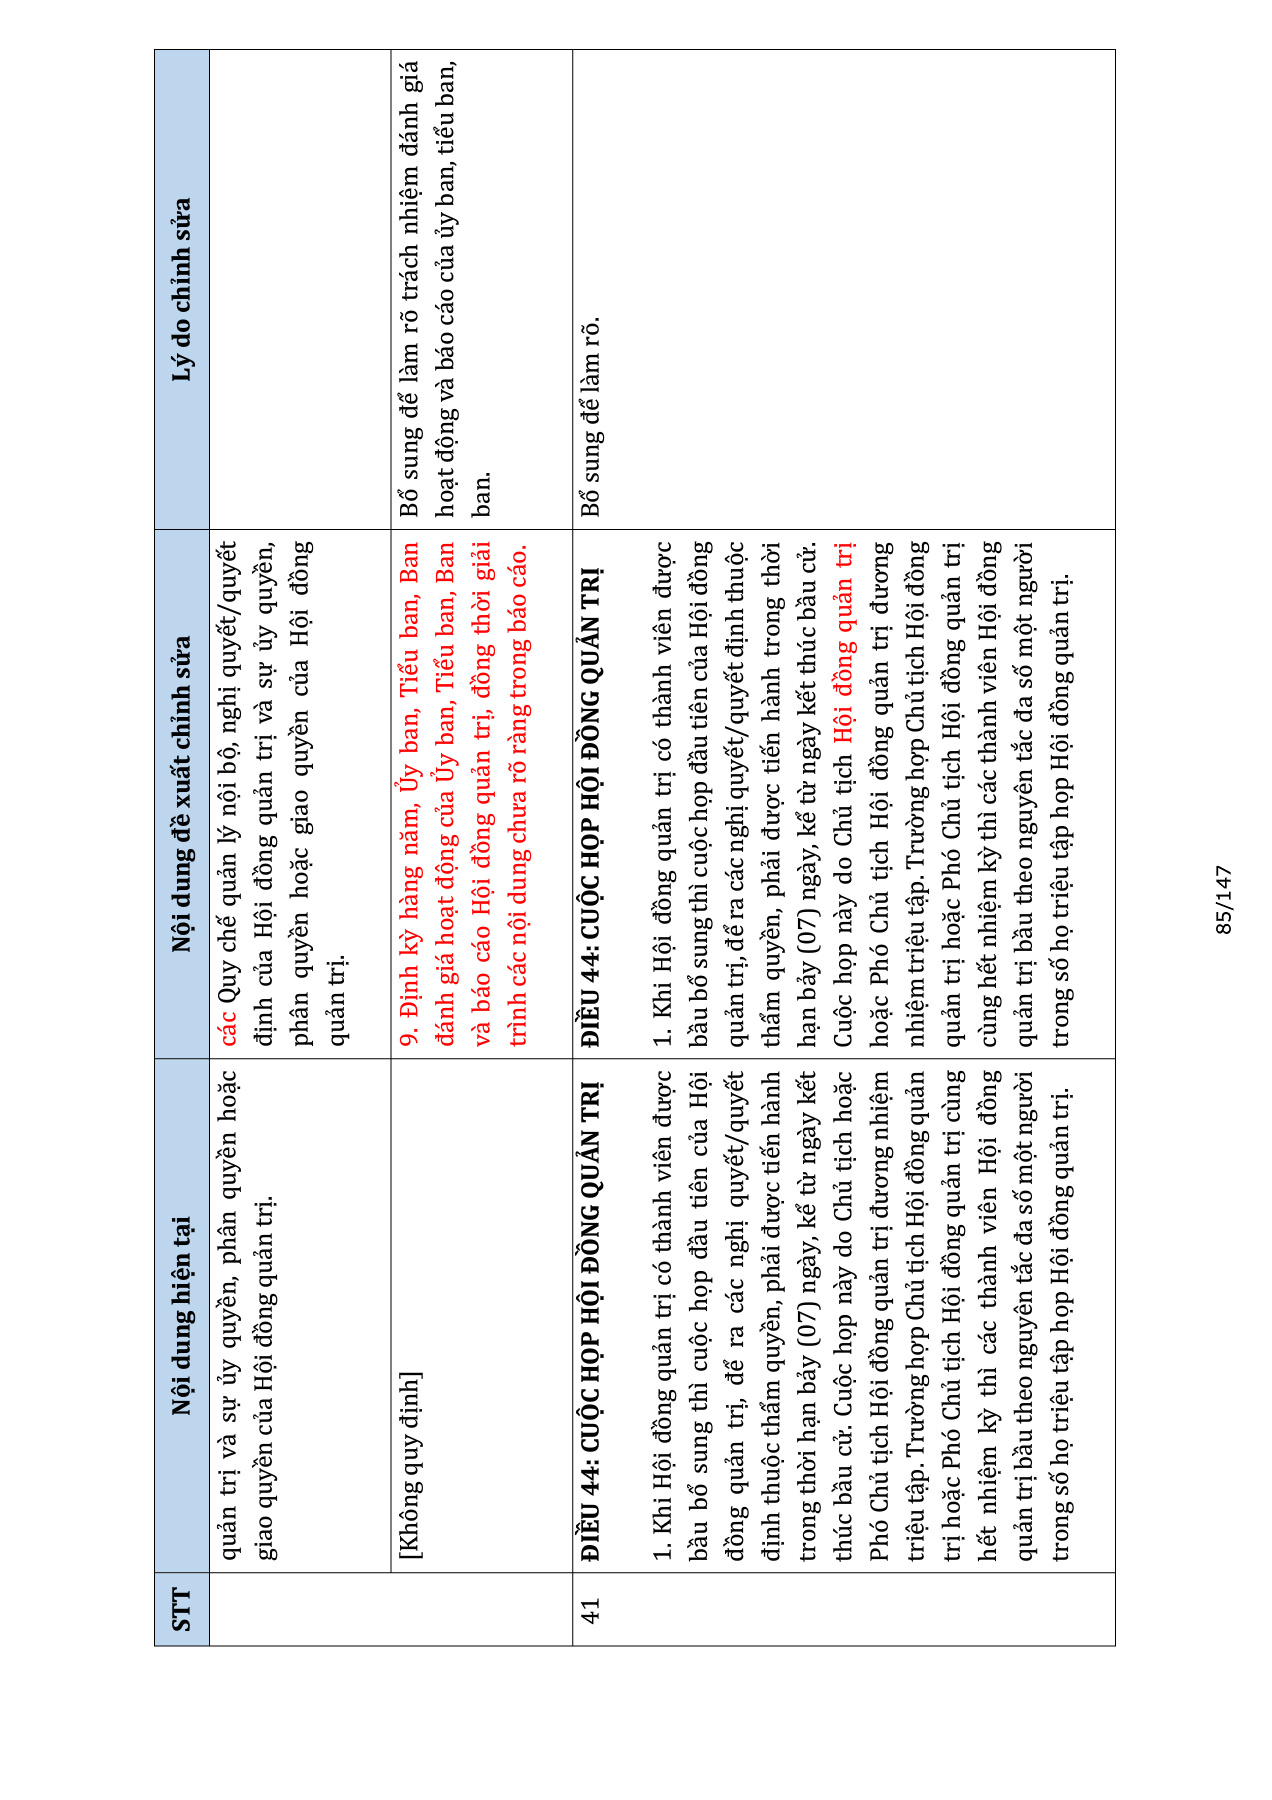 STT
Nội dung hiện tại
Nội dung đề xuất chỉnh sửa
Lý do chỉnh sửa
quản trị và sự ủy quyền, phân quyền hoặc
giao quyền của Hội đồng quản trị.
các Quy chế quản lý nội bộ, nghị quyết/quyết
định của Hội đồng quản trị và sự ủy quyền,
phân quyền hoặc giao quyền của Hội đồng
quản trị.
[Không quy định]
9. Định kỳ hàng năm, Ủy ban, Tiểu ban, Ban
đánh giá hoạt động của Ủy ban, Tiểu ban, Ban
và báo cáo Hội đồng quản trị, đồng thời giải
trình các nội dung chưa rõ ràng trong báo cáo.
Bổ sung để làm rõ trách nhiệm đánh giá
hoạt động và báo cáo của ủy ban, tiểu ban,
ban.
41
ĐIỀU 44: CUỘC HỌP HỘI ĐỒNG QUẢN TRỊ
1. Khi Hội đồng quản trị có thành viên được
bầu bổ sung thì cuộc họp đầu tiên của Hội
đồng quản trị, để ra các nghị quyết/quyết
định thuộc thẩm quyền, phải được tiến hành
trong thời hạn bảy (07) ngày, kể từ ngày kết
thúc bầu cử. Cuộc họp này do Chủ tịch hoặc
Phó Chủ tịch Hội đồng quản trị đương nhiệm
triệu tập. Trường hợp Chủ tịch Hội đồng quản
trị hoặc Phó Chủ tịch Hội đồng quản trị cùng
hết nhiệm kỳ thì các thành viên Hội đồng
quản trị bầu theo nguyên tắc đa số một người
trong số họ triệu tập họp Hội đồng quản trị.
ĐIỀU 44: CUỘC HỌP HỘI ĐỒNG QUẢN TRỊ
1. Khi Hội đồng quản trị có thành viên được
bầu bổ sung thì cuộc họp đầu tiên của Hội đồng
quản trị, để ra các nghị quyết/quyết định thuộc
thẩm quyền, phải được tiến hành trong thời
hạn bảy (07) ngày, kể từ ngày kết thúc bầu cử.
Cuộc họp này do Chủ tịch Hội đồng quản trị
hoặc Phó Chủ tịch Hội đồng quản trị đương
nhiệm triệu tập. Trường hợp Chủ tịch Hội đồng
quản trị hoặc Phó Chủ tịch Hội đồng quản trị
cùng hết nhiệm kỳ thì các thành viên Hội đồng
quản trị bầu theo nguyên tắc đa số một người
trong số họ triệu tập họp Hội đồng quản trị.
Bổ sung để làm rõ.
85/147